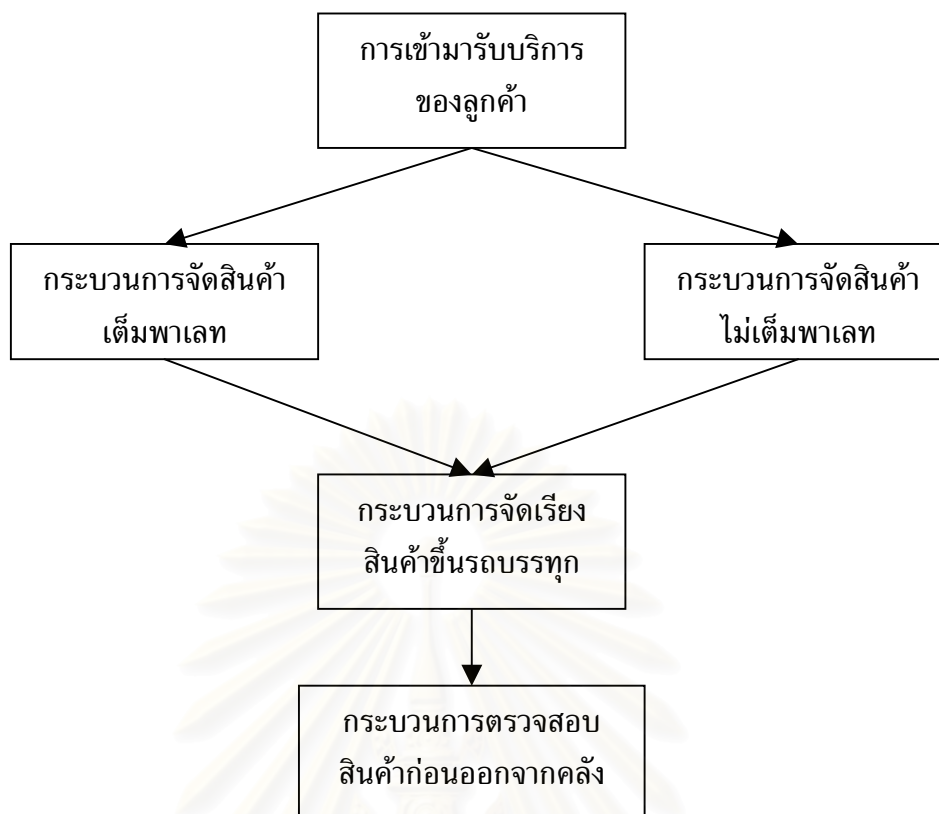 การเข้ามารับบริการ
ของลูกค้า
กระบวนการจัดสินค้า
เต็มพาเลท
กระบวนการจัดสินค้า
ไม่เต็มพาเลท
กระบวนการจัดเรียง
สินค้าขึ้นรถบรรทุก
กระบวนการตรวจสอบ
สินค้าก่อนออกจากคลัง